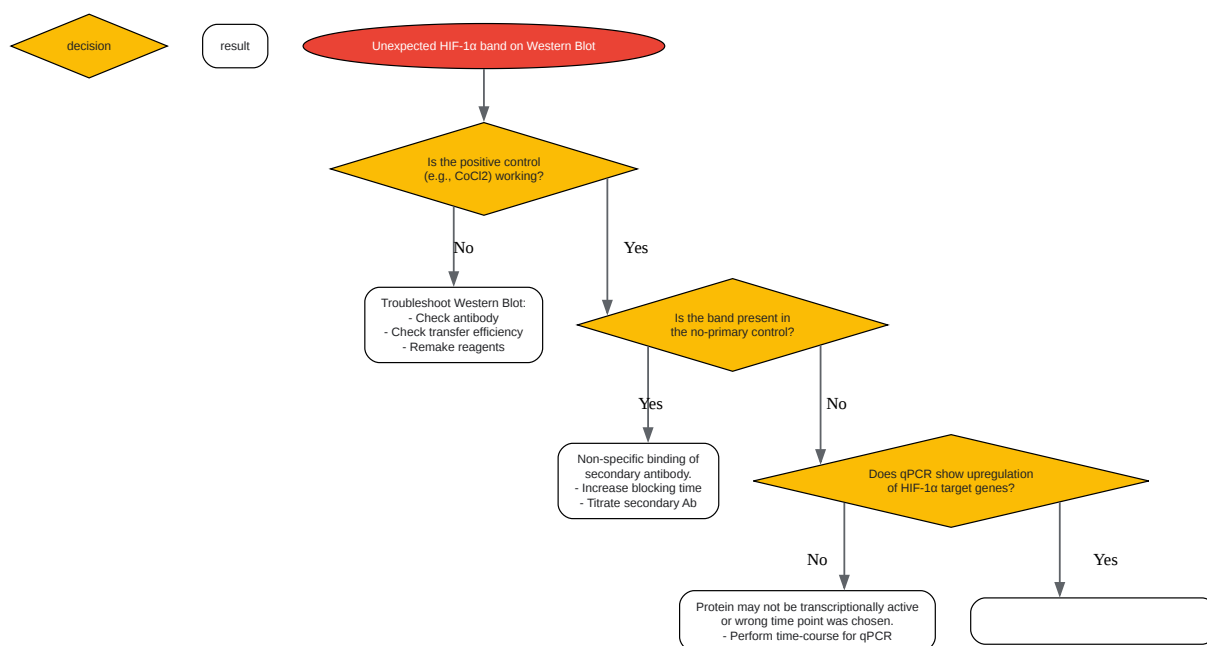 decision
result
Unexpected HIF-1α band on Western Blot
Is the positive control
(e.g., CoCl2) working?
No
Yes
Troubleshoot Western Blot:
- Check antibody
- Check transfer efficiency
- Remake reagents
Is the band present in
the no-primary control?
Yes
No
Non-specific binding of
secondary antibody.
- Increase blocking time
- Titrate secondary Ab
Does qPCR show upregulation
of HIF-1α target genes?
No
Yes
Protein may not be transcriptionally active
or wrong time point was chosen.
- Perform time-course for qPCR